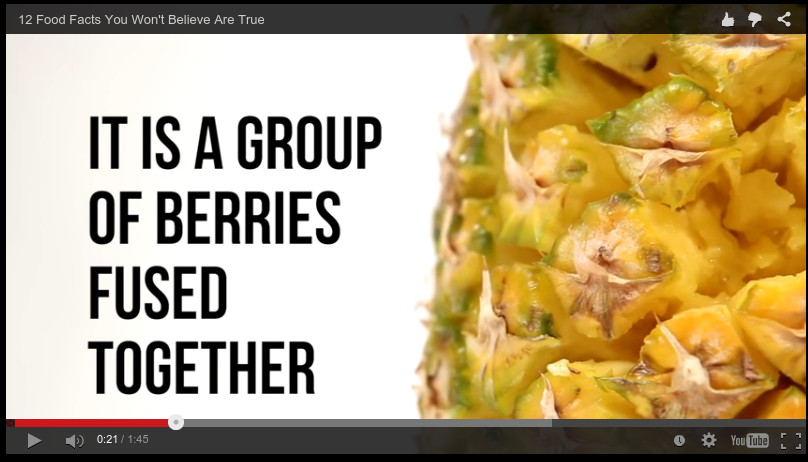 12 Food Facts You Won't Believe Are True
IT IS A GROUP
OF BERRIES
FUSED
TOGETHER
0:21 / 1:45
YouTube